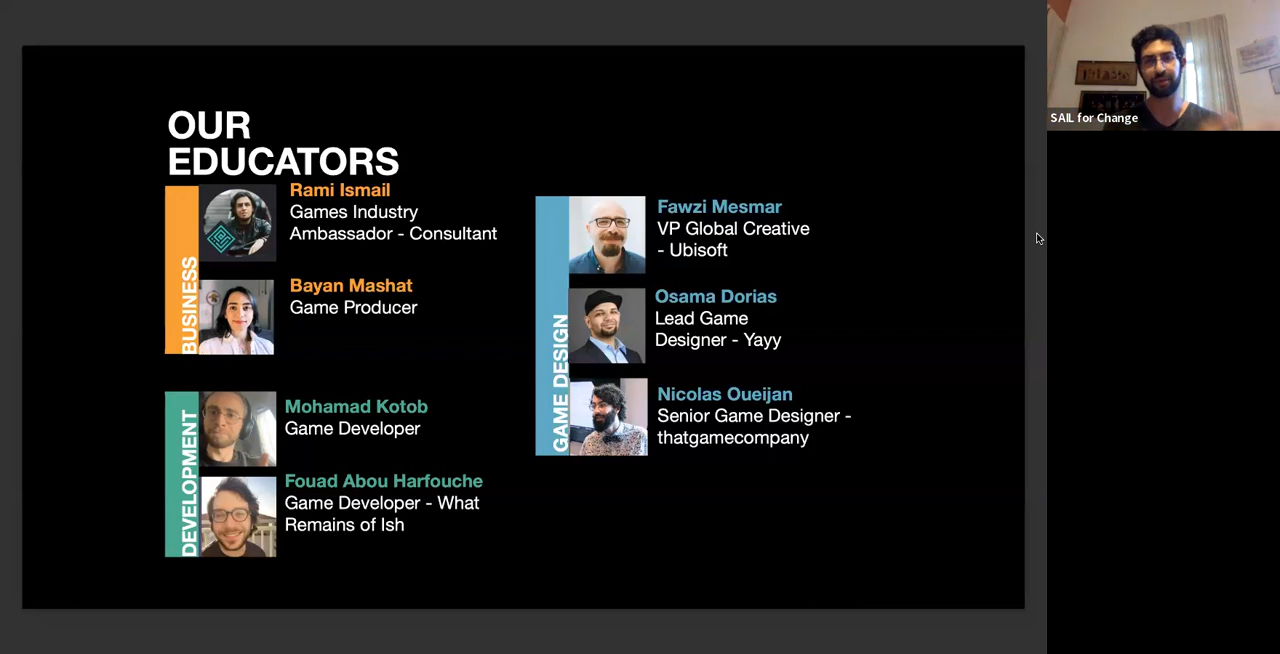 OUR
EDUCATORS
BUSINESS
Rami Ismail
Games Industry
Ambassador - Consultant
Bayan Mashat
Game Producer
DEVELOPMENT
Mohamad Kotob
Game Developer
Fouad Abou Harfouche
Game Developer - What
Remains of Ish
GAME DESIGN
Fawzi Mesmar
VP Global Creative
- Ubisoft
Osama Dorias
Lead Game
Designer - Yayy
Nicolas Oueijan
Senior Game Designer -
thatgamecompany
SAIL for Change